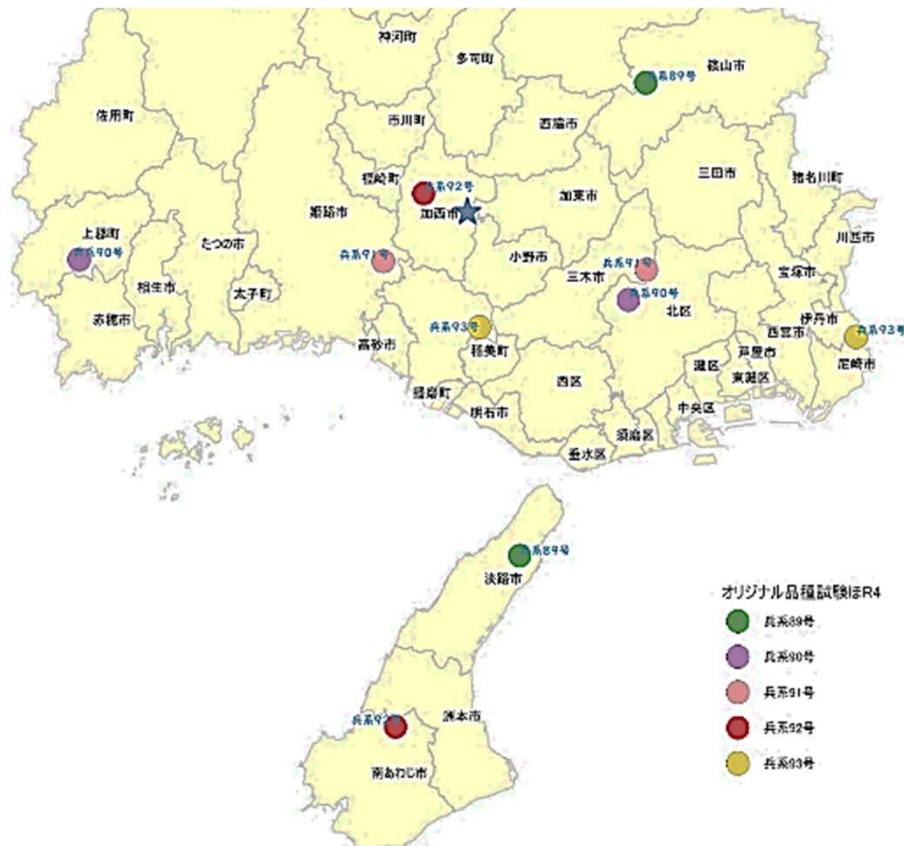 神河町
多可町
兵系89号
篠山市
佐用町
市川町
西脇市
福崎町
兵系92号
加西市
加東市
三田市
猪名川町
姫路市
上郡町
兵系90号
たつの市
兵系91号
小野市
三木市
兵系91号
川西市
宝塚市
相生市
太子町
兵系90号
北区
赤穂市
兵系93号
稲美町
高砂市
伊丹市
西宮市
兵系93号
尼崎市
芦屋市
灘区
東灘区
西区
播磨町
明石市
中央区
須磨区
垂水区
兵系89号
淡路市
オリジナル品種試験ほR4
兵系89号
兵系90号
兵系91号
兵系92号
兵系93号
兵系92号
洲本市
南あわじ市